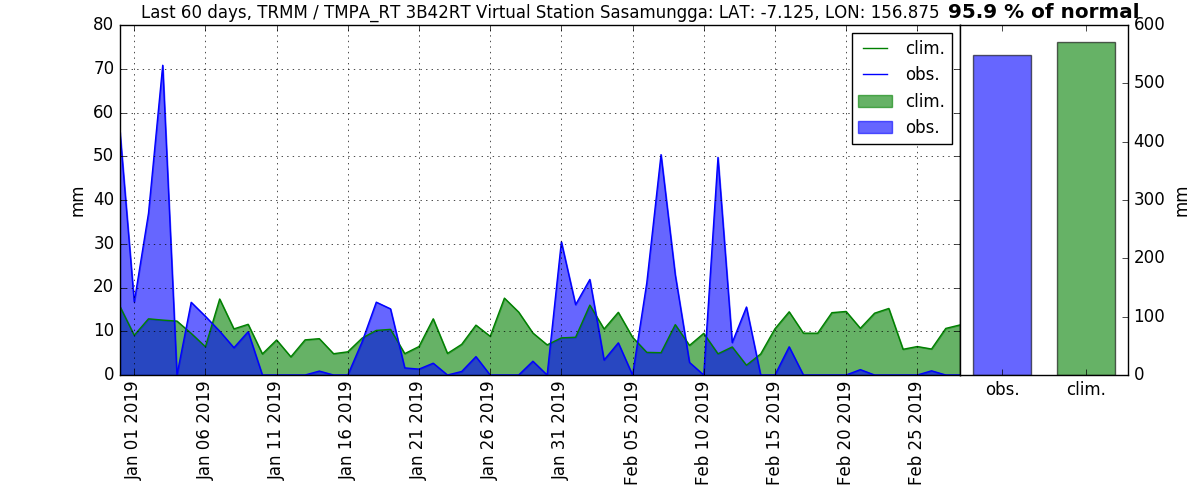 Last 60 days, TRMM / TMPA_RT 3B42RT Virtual Station Sasamungga: LAT: -7.125, LON: 156.875 95.9 % of normal
80
70
60
50
40
30
20
10
0
mm
clim.
obs.
clim.
obs.
Jan 01 2019
Jan 06 2019
Jan 11 2019
Jan 16 2019
Jan 21 2019
Jan 26 2019
Jan 31 2019
Feb 05 2019
Feb 10 2019
Feb 15 2019
Feb 20 2019
Feb 25 2019
600
500
400
300
200
100
0
mm
obs. clim.